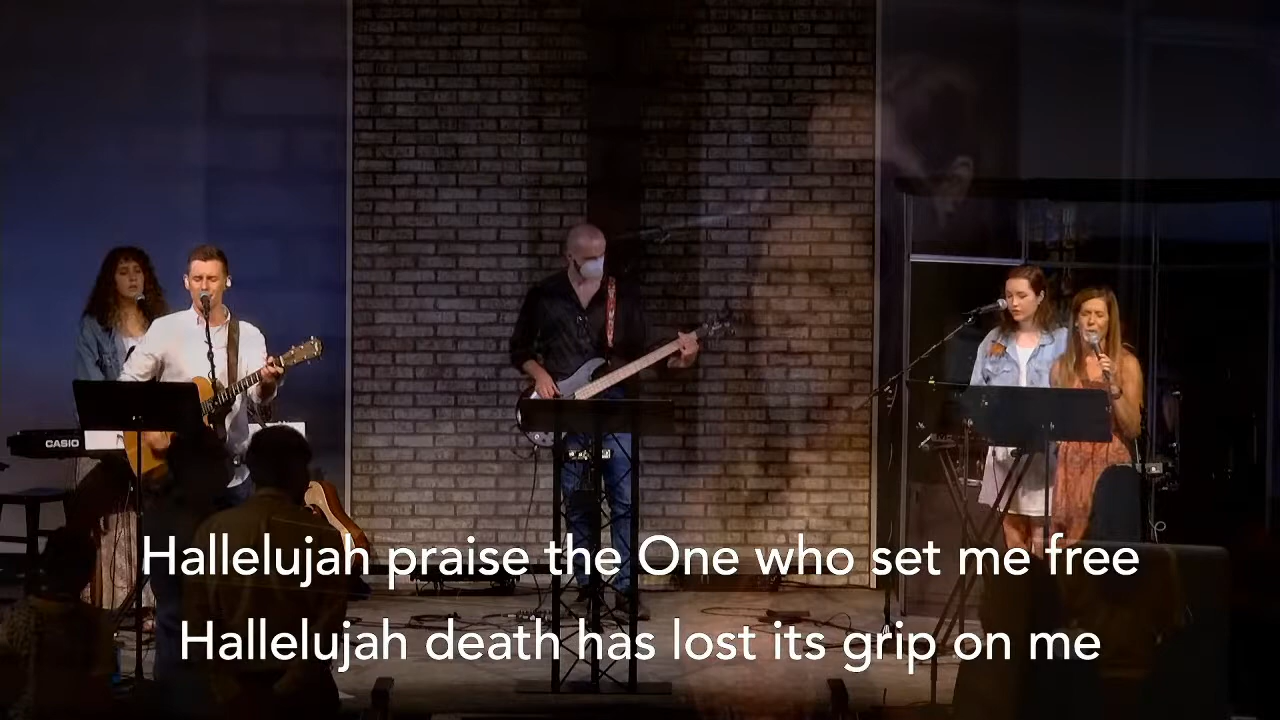 CASIO
Hallelujah praise the One who set me free
Hallelujah death has lost its grip on me